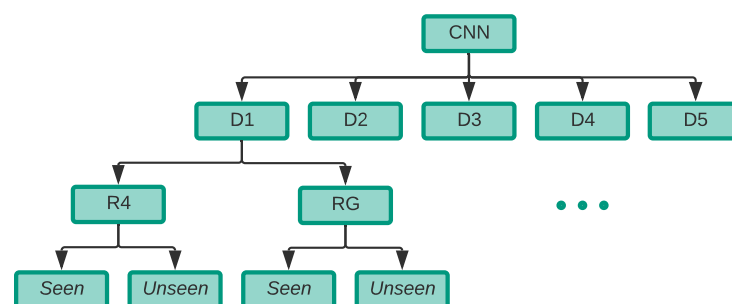 CNN
D1 D2 D3 D4 D5
R4 RG
Seen Unseen Seen Unseen